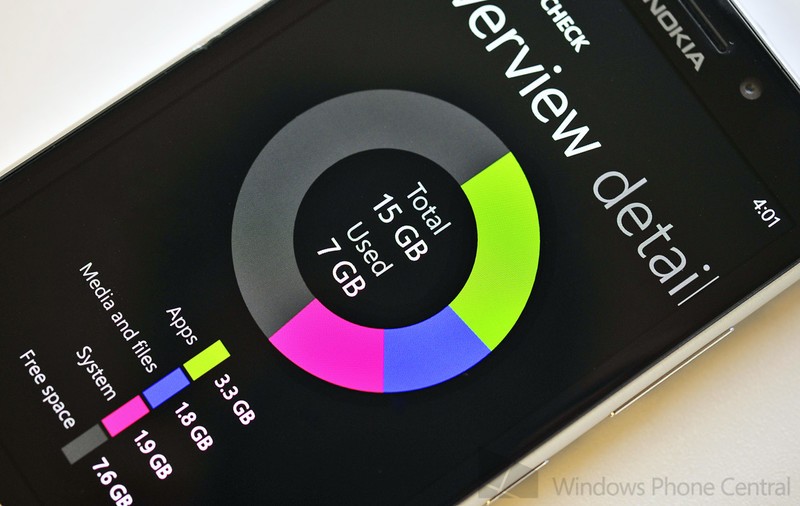 NOKIA
CHECK
verview detail
4:01
Total
15 GB
Used
7 GB
Apps
3.3 GB
Media and files
1.8 GB
System
1.9 GB
Free space
7.6 GB
Windows Phone Central